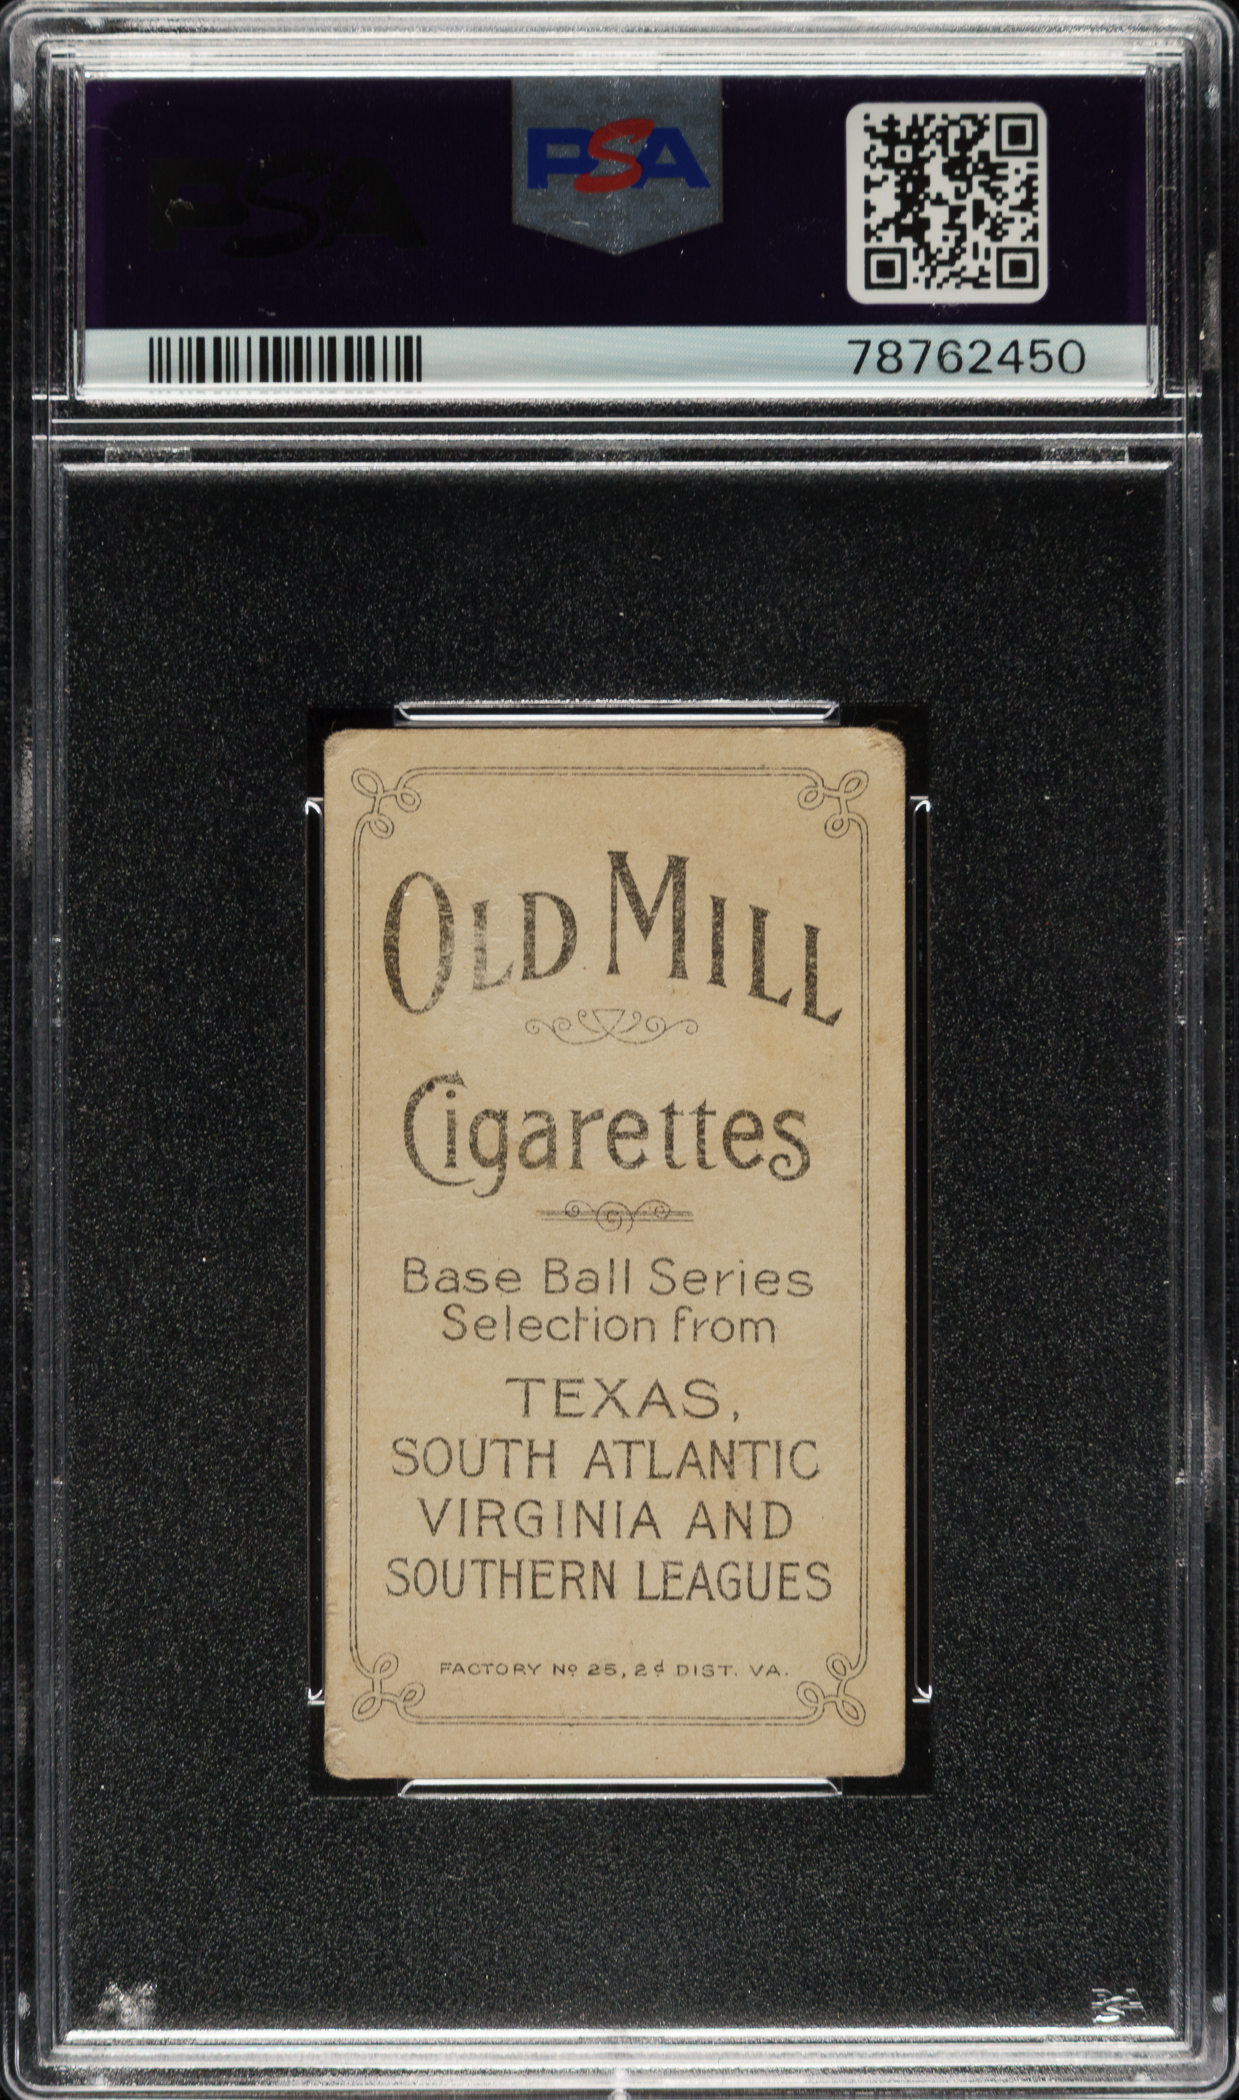 PSA
PSA
78762450
OLD MILL
Cigarettes
Base Ball Series
Selection from
TEXAS,
SOUTH ATLANTIC
VIRGINIA AND
SOUTHERN LEAGUES
FACTORY Nº 25, 2d DIST. VA.
PSA